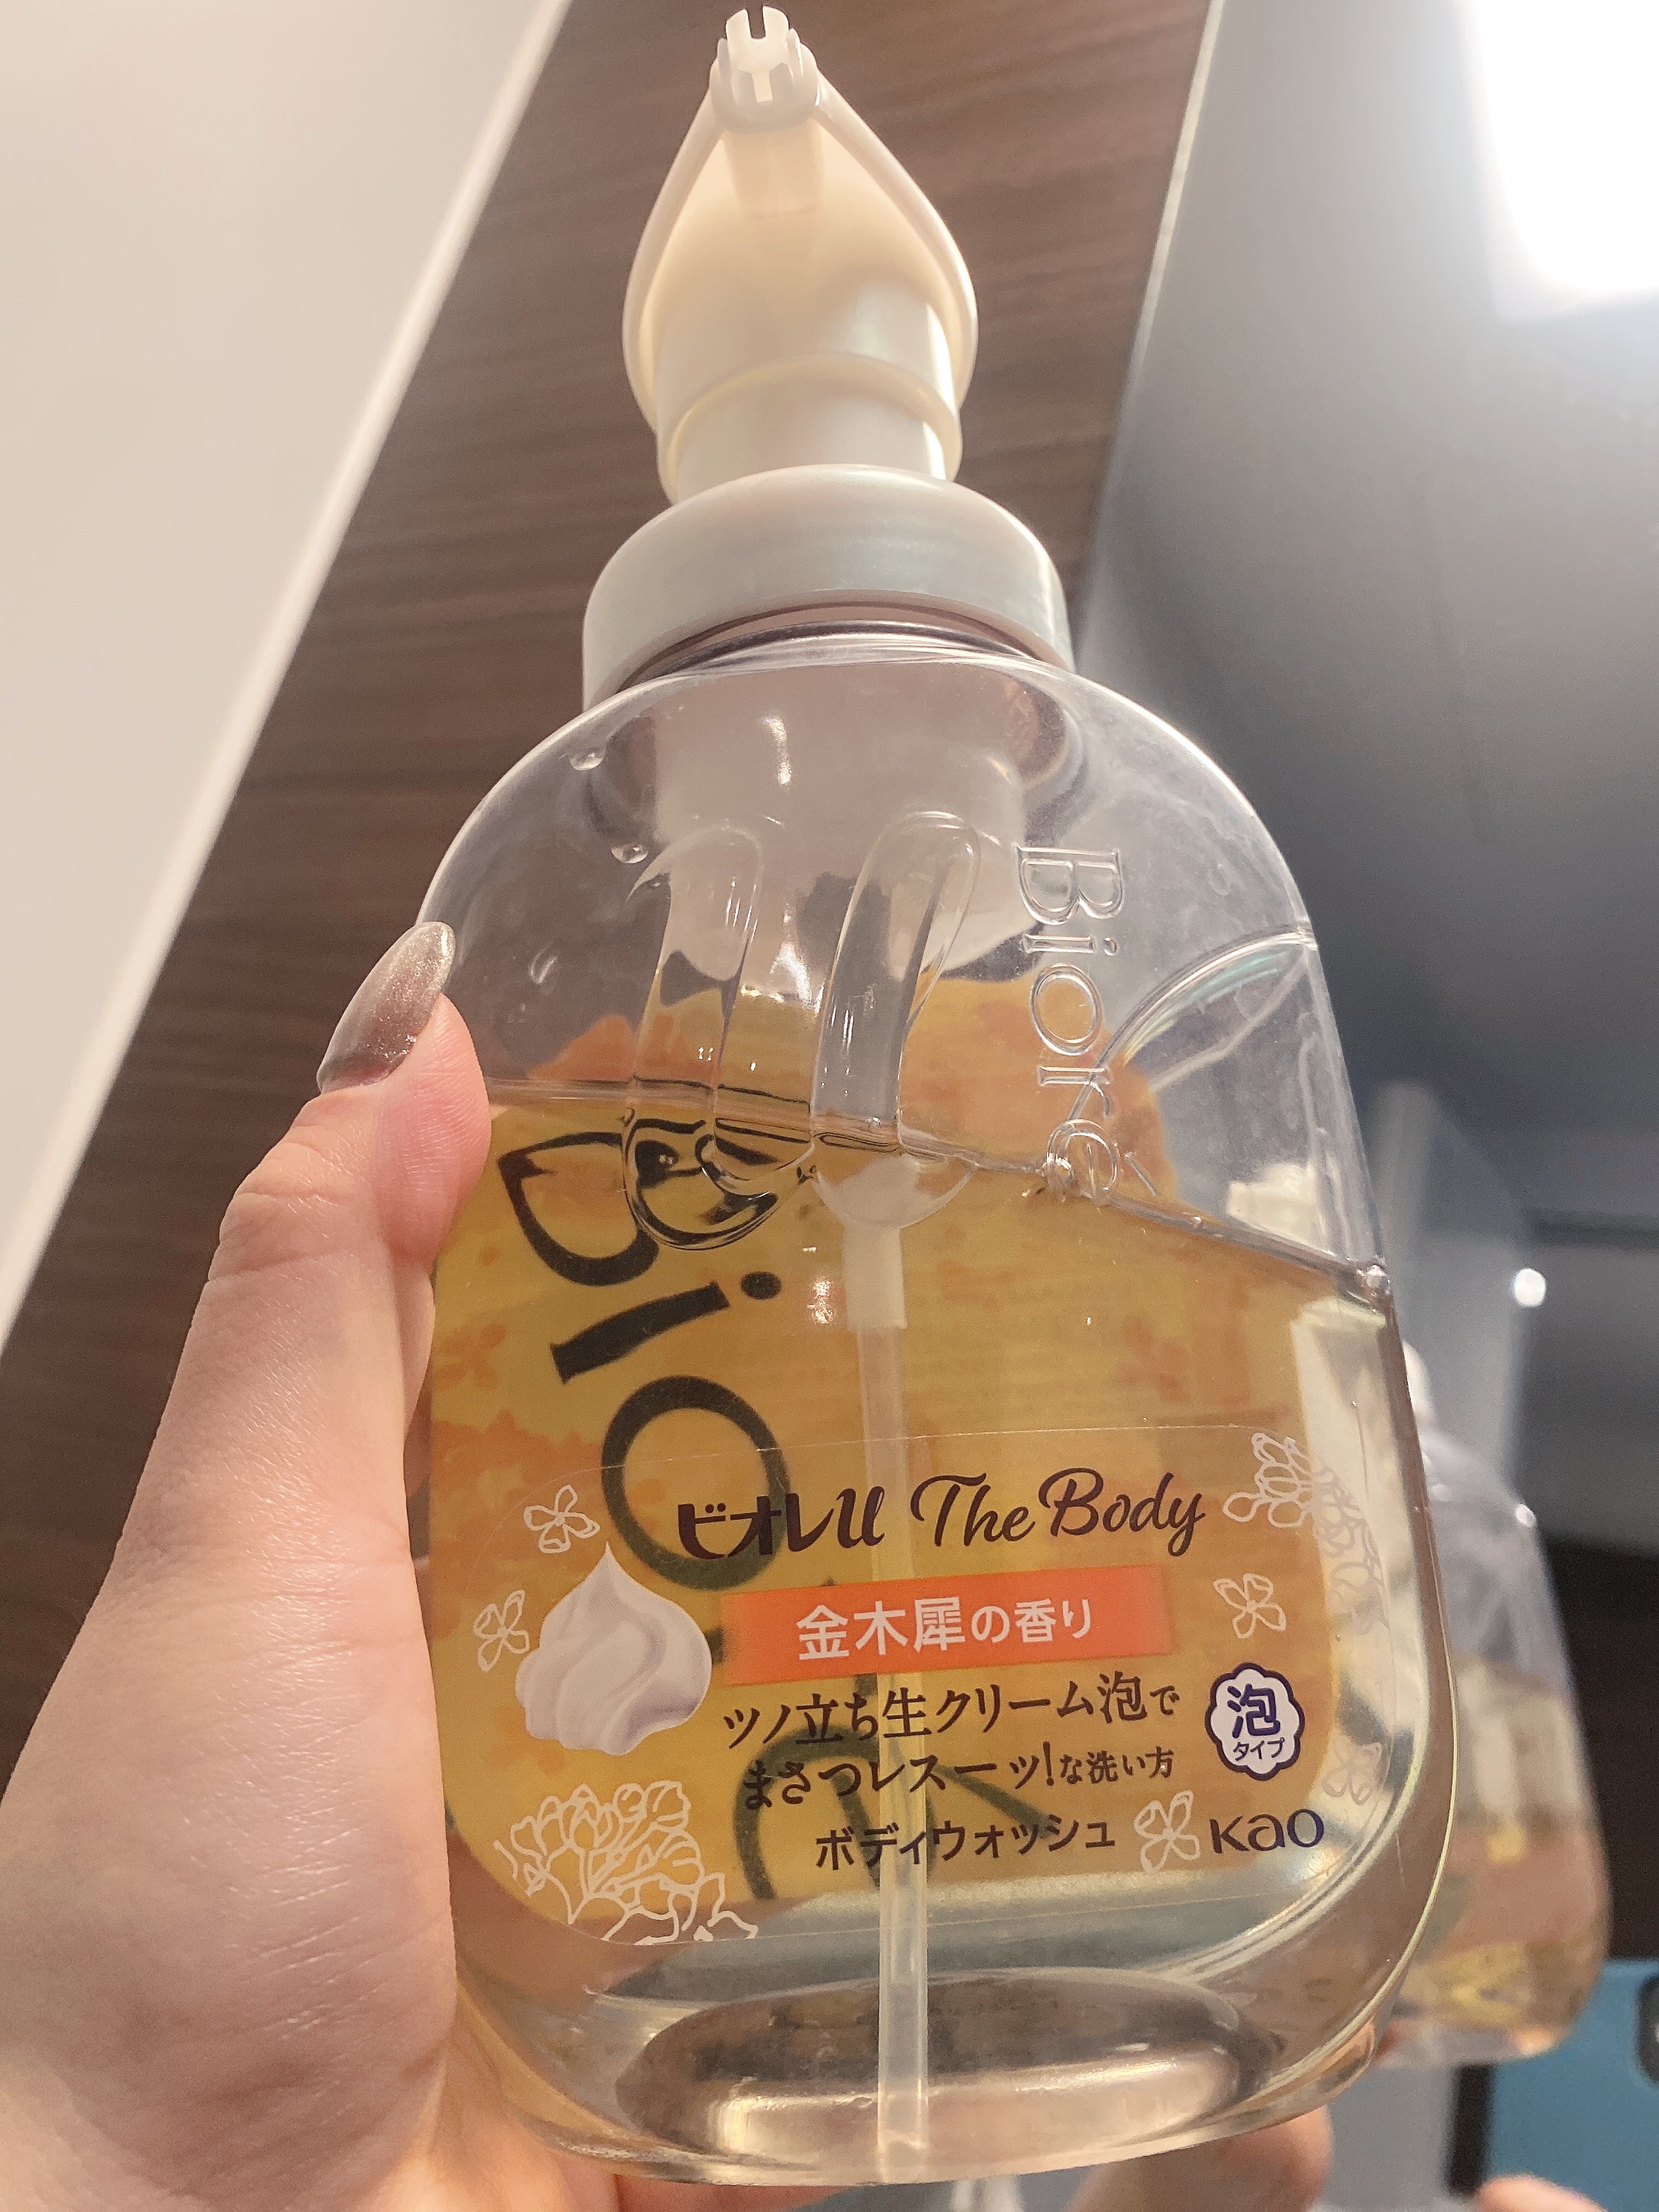 Bioré
Bioré
ビオレu The Body
金木犀の香り
ツノ立ち生クリーム泡で
まさつレスーッ!な洗い方
泡
タイプ
ボディウォッシュ
Kao